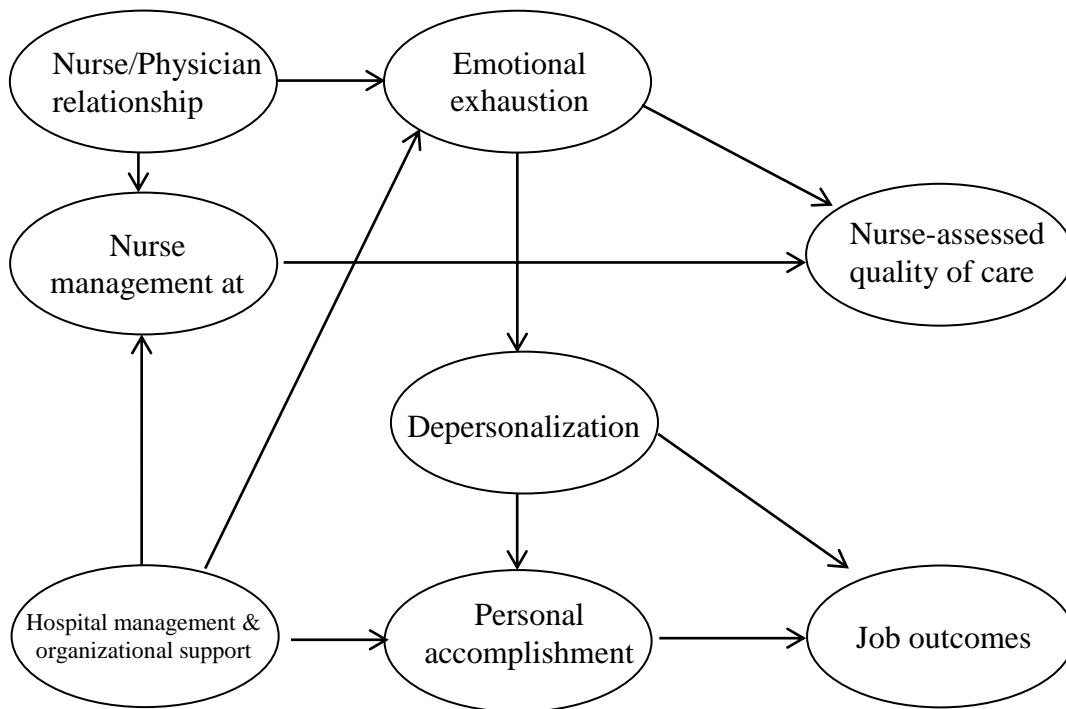 Nurse/Physician
relationship
Emotional
exhaustion
Nurse
management at
Nurse-assessed
quality of care
Depersonalization
Hospital management &
organizational support
Personal
accomplishment
Job outcomes